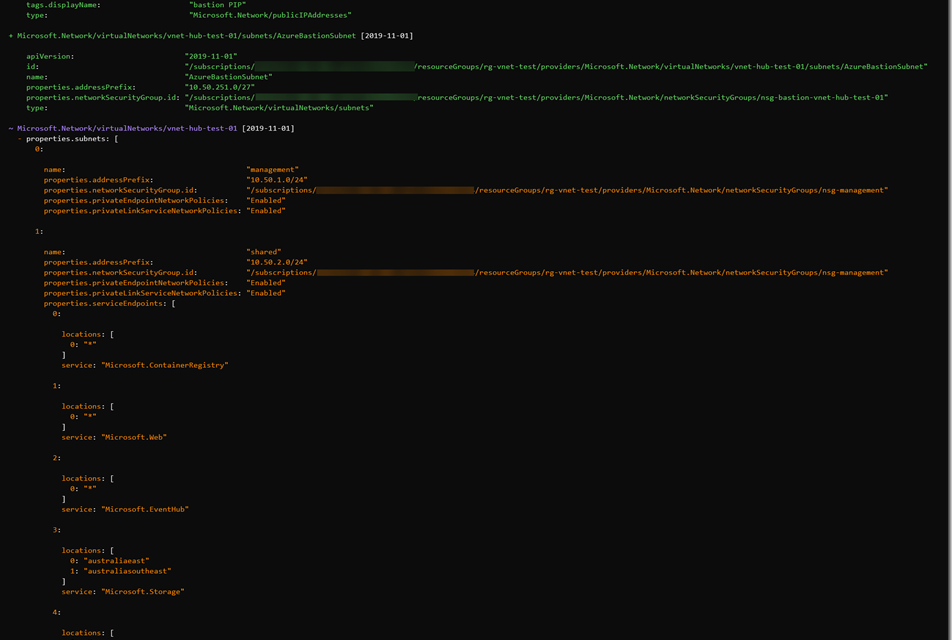 tags.displayName: "bastion PIP"
type: "Microsoft.Network/publicIPAddresses"
+ Microsoft.Network/virtualNetworks/vnet-hub-test-01/subnets/AzureBastionSubnet [2019-11-01]
apiVersion: "2019-11-01"
id: "/subscriptions/ /resourceGroups/rg-vnet-test/providers/Microsoft.Network/virtualNetworks/vnet-hub-test-01/subnets/AzureBastionSubnet"
name: "AzureBastionSubnet"
properties.addressPrefix: "10.50.251.0/27"
properties.networkSecurityGroup.id: "/subscriptions/ resourceGroups/rg-vnet-test/providers/Microsoft.Network/networkSecurityGroups/nsg-bastion-vnet-hub-test-01"
type: "Microsoft.Network/virtualNetworks/subnets"
~ Microsoft.Network/virtualNetworks/vnet-hub-test-01 [2019-11-01]
- properties.subnets: [
0:
name: "management"
properties.addressPrefix: "10.50.1.0/24"
properties.networkSecurityGroup.id: "/subscriptions/ /resourceGroups/rg-vnet-test/providers/Microsoft.Network/networkSecurityGroups/nsg-management"
properties.privateEndpointNetworkPolicies: "Enabled"
properties.privateLinkServiceNetworkPolicies: "Enabled"
1:
name: "shared"
properties.addressPrefix: "10.50.2.0/24"
properties.networkSecurityGroup.id: "/subscriptions/ /resourceGroups/rg-vnet-test/providers/Microsoft.Network/networkSecurityGroups/nsg-management"
properties.privateEndpointNetworkPolicies: "Enabled"
properties.privateLinkServiceNetworkPolicies: "Enabled"
properties.serviceEndpoints: [
0:
locations: [
0: "*"
]
service: "Microsoft.ContainerRegistry"
1:
locations: [
0: "*"
]
service: "Microsoft.Web"
2:
locations: [
0: "*"
]
service: "Microsoft.EventHub"
3:
locations: [
0: "australiaeast"
1: "australiasoutheast"
]
service: "Microsoft.Storage"
4:
locations: [